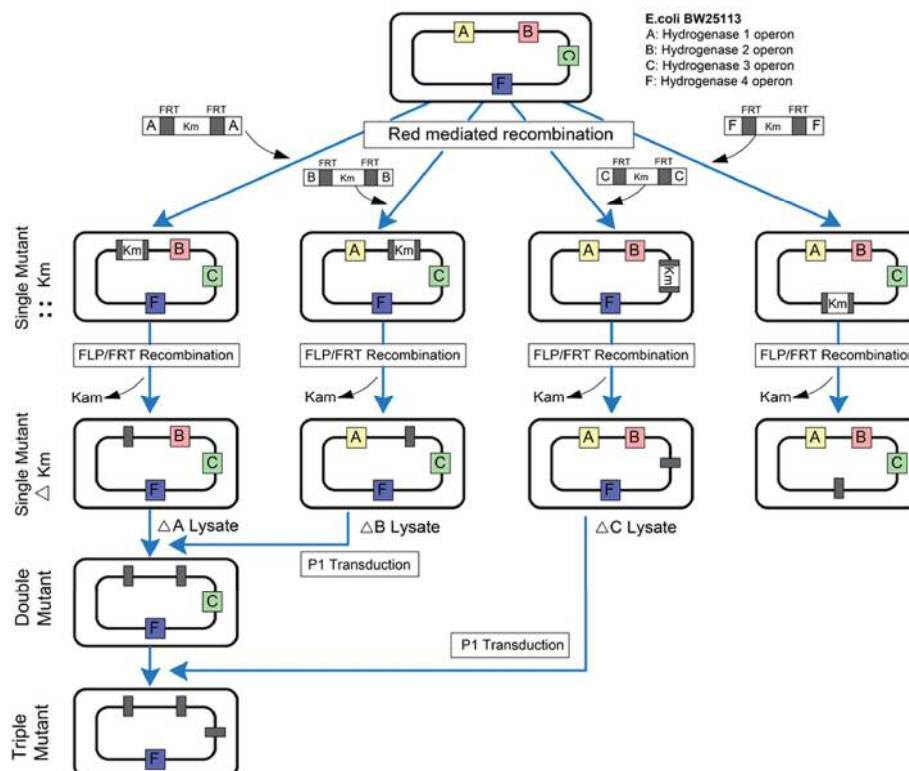 E.coli BW25113
A: Hydrogenase 1 operon
B: Hydrogenase 2 operon
C: Hydrogenase 3 operon
F: Hydrogenase 4 operon
A B
C
F
FRT FRT
A Km A
Red mediated recombination
FRT FRT
F Km F
FRT FRT
B Km B
FRT FRT
C Km C
Single Mutant
:: Km
Km B
C
F
A Km
C
F
A B
Km
F
A B
C
Km
FLP/FRT Recombination
FLP/FRT Recombination
FLP/FRT Recombination
FLP/FRT Recombination
Kam
Kam
Kam
Kam
Single Mutant
△ Km
B
C
F
A
C
F
A B
F
A B
C
△A Lysate
△B Lysate
△C Lysate
P1 Transduction
Double
Mutant
C
F
P1 Transduction
Triple
Mutant
F